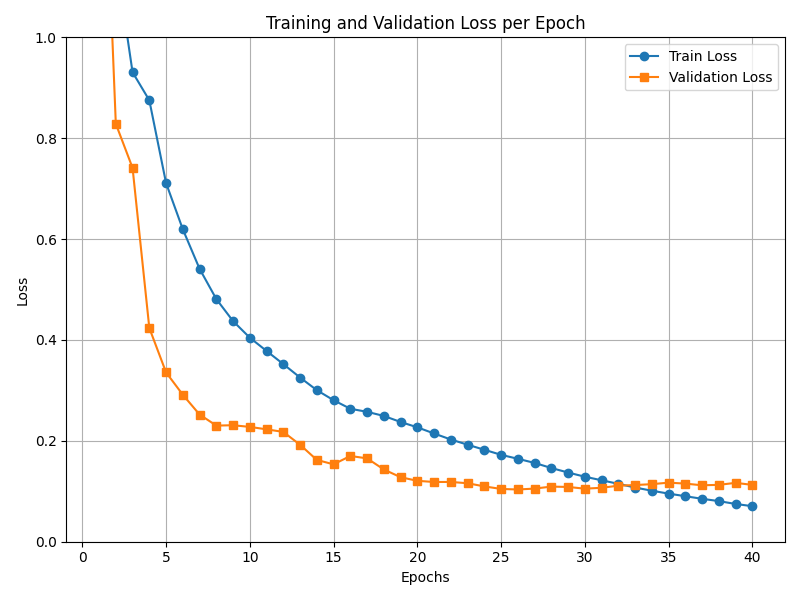 Training and Validation Loss per Epoch
Train Loss
Validation Loss
1.0
0.8
0.6
0.4
0.2
0.0
Loss
0 5 10 15 20 25 30 35 40
Epochs